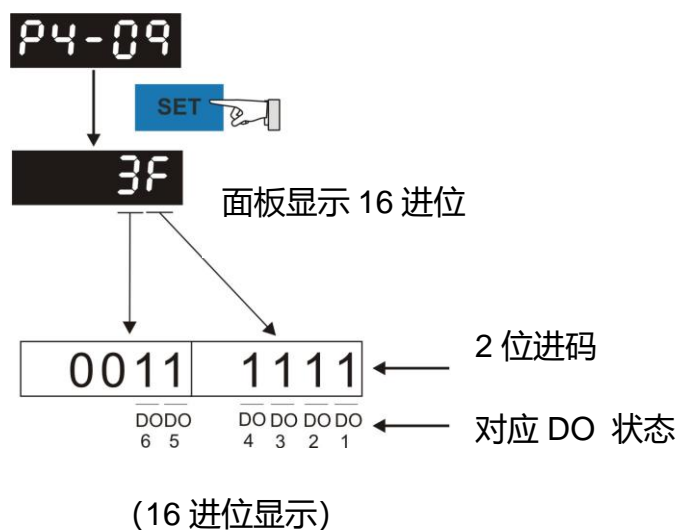 P4-09
SET
3F
面板显示 16 进位
0011 1111
2 位进码
DO DO DO DO DO DO
6 5 4 3 2 1
对应 DO 状态
(16 进位显示)